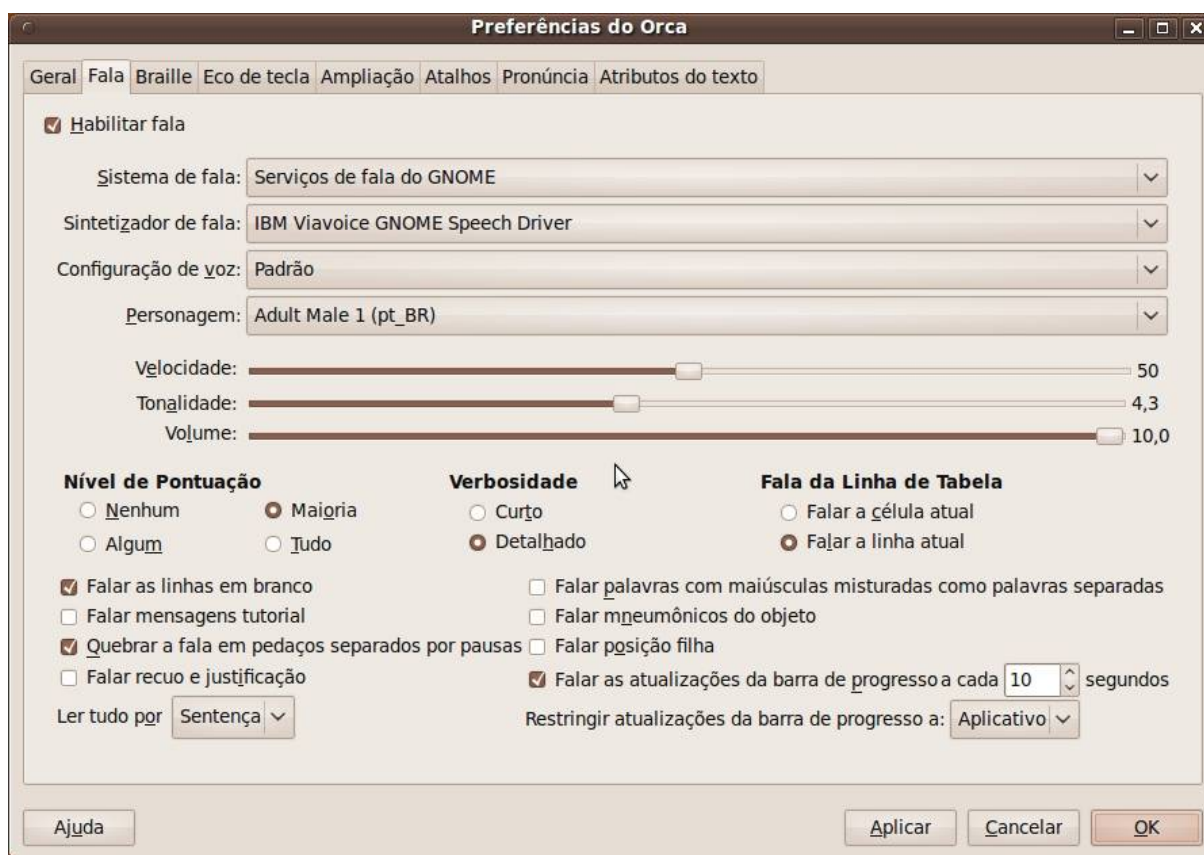 Preferências do Orca
Geral Fala Braille Eco de tecla Ampliação Atalhos Pronúncia Atributos do texto
Habilitar fala
Sistema de fala: Serviços de fala do GNOME
Sintetizador de fala: IBM Viavoice GNOME Speech Driver
Configuração de voz: Padrão
Personagem: Adult Male 1 (pt_BR)
Velocidade: 50
Tonalidade: 4,3
Volume: 10,0
Nível de Pontuação Verbosidade Fala da Linha de Tabela
Nenhum Maioria Curto Falar a célula atual
Algum Tudo Detalhado Falar a linha atual
Falar as linhas em branco Falar palavras com maiúsculas misturadas como palavras separadas
Falar mensagens tutorial Falar mneumônicos do objeto
Quebrar a fala em pedaços separados por pausas Falar posição filha
Falar recuo e justificação Falar as atualizações da barra de progresso a cada 10 segundos
Ler tudo por Sentença Restringir atualizações da barra de progresso a: Aplicativo
Ajuda Aplicar Cancelar OK